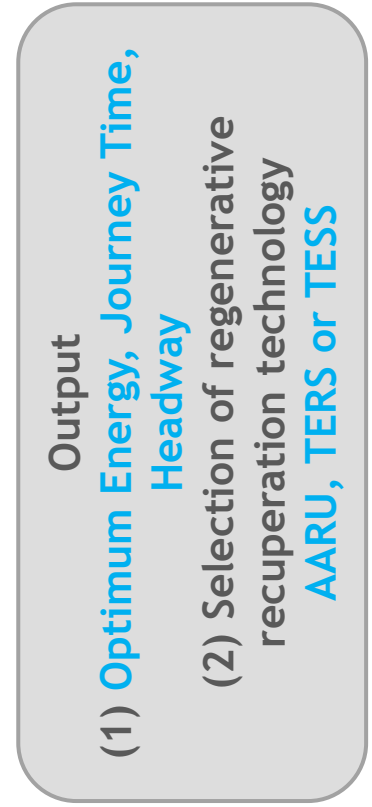 Output
(1) Optimum Energy, Journey Time,
Headway
(2) Selection of regenerative
recuperation technology
AARU, TERS or TESS